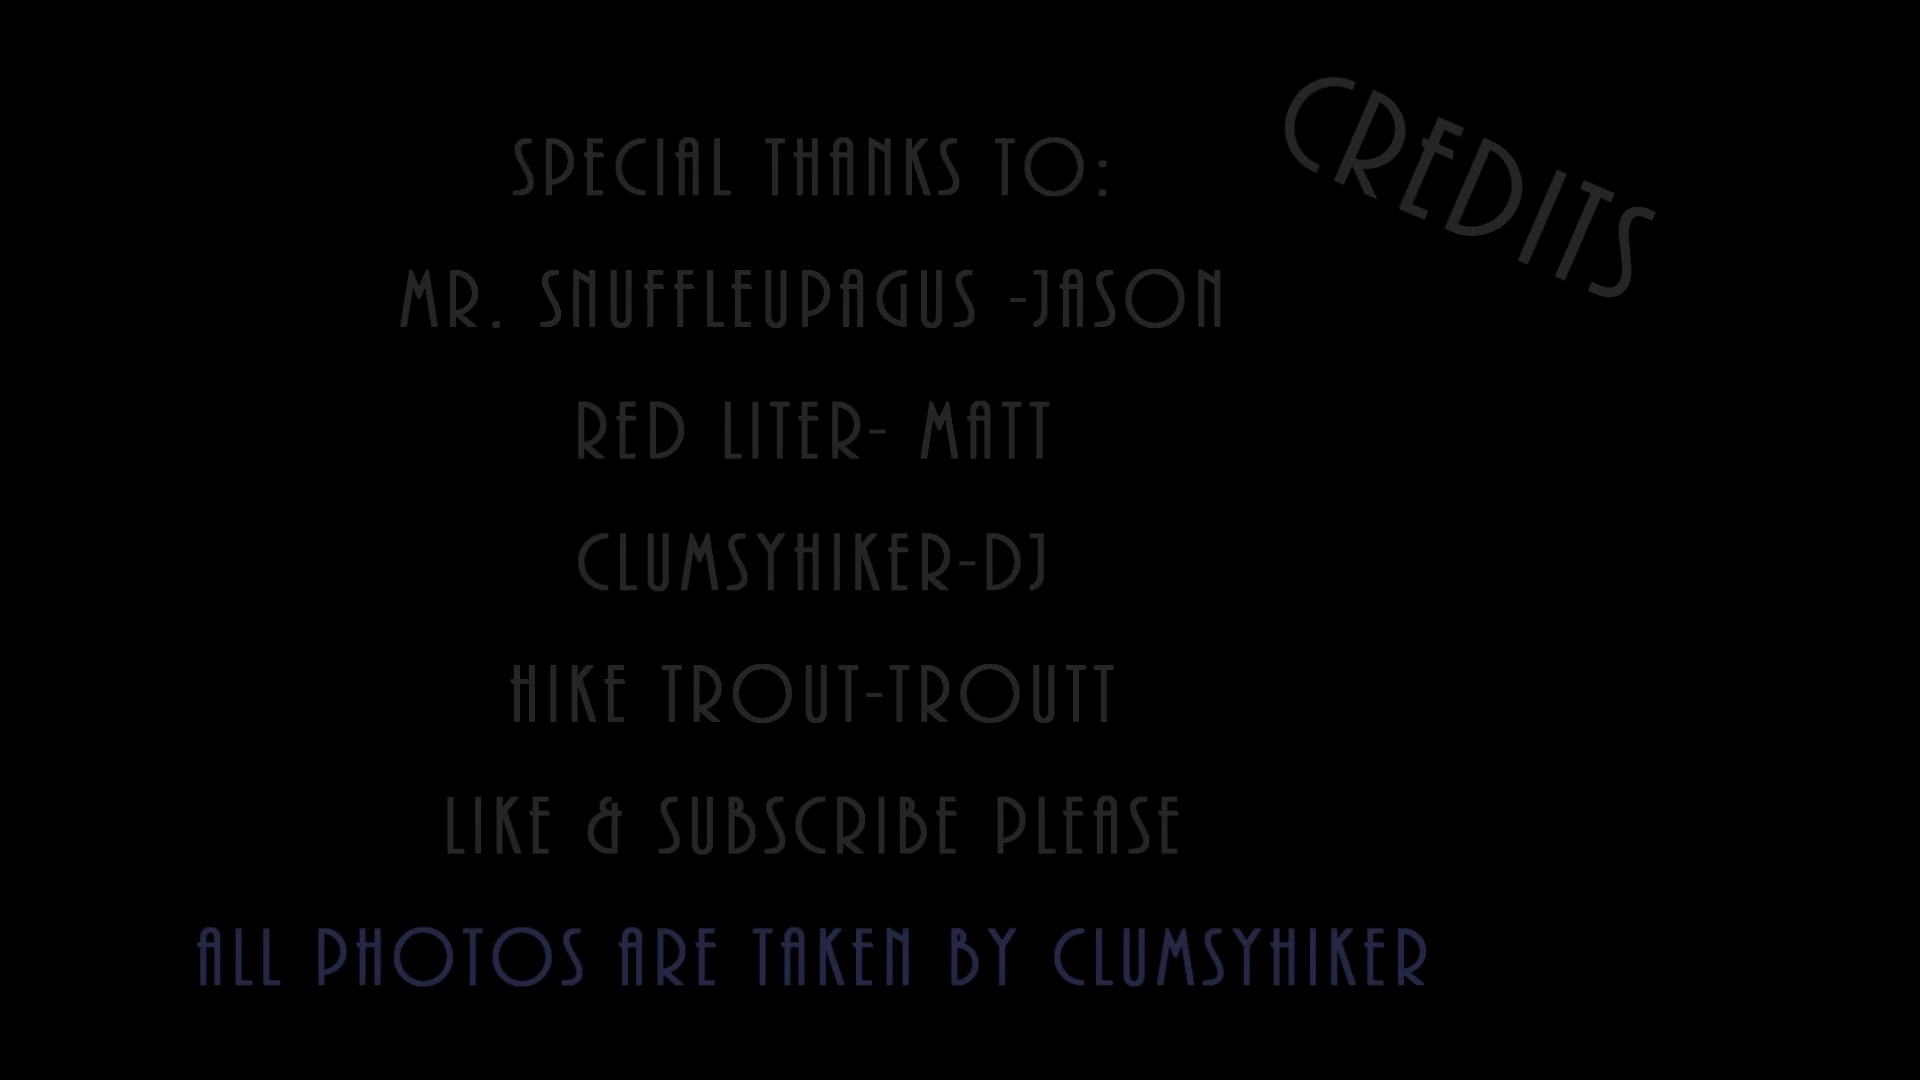 CREDITS
SPECIAL THANKS TO:
MR. SNUFFLEUPAGUS -JASON
RED LITER- MATT
CLUMSYHIKER-DJ
HIKE TROUT-TROUTT
LIKE & SUBSCRIBE PLEASE
ALL PHOTOS ARE TAKEN BY CLUMSYHIKER